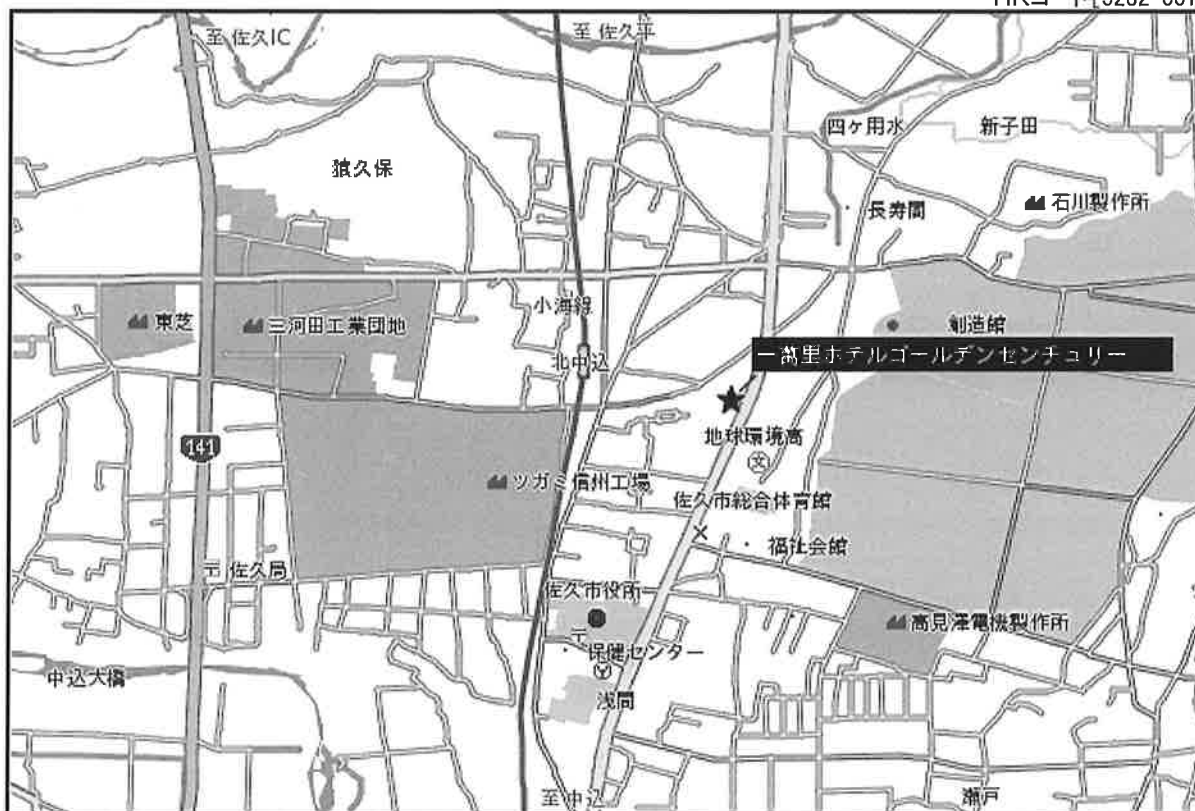 至 佐久IC
至 佐久平
四ヶ用水
新子田
猿久保
長寿閣
石川製作所
小海線
東芝
三河田工業団地
創造館
一萬里ホテルゴールデンセンチュリー
北中込
地球環境高
文
141
ツガミ信州工場
佐久市総合体育館
福祉会館
〒佐久局
佐久市役所
高見澤電機製作所
〒
保健センター
中込大橋
浅間
至 中込
瀬戸